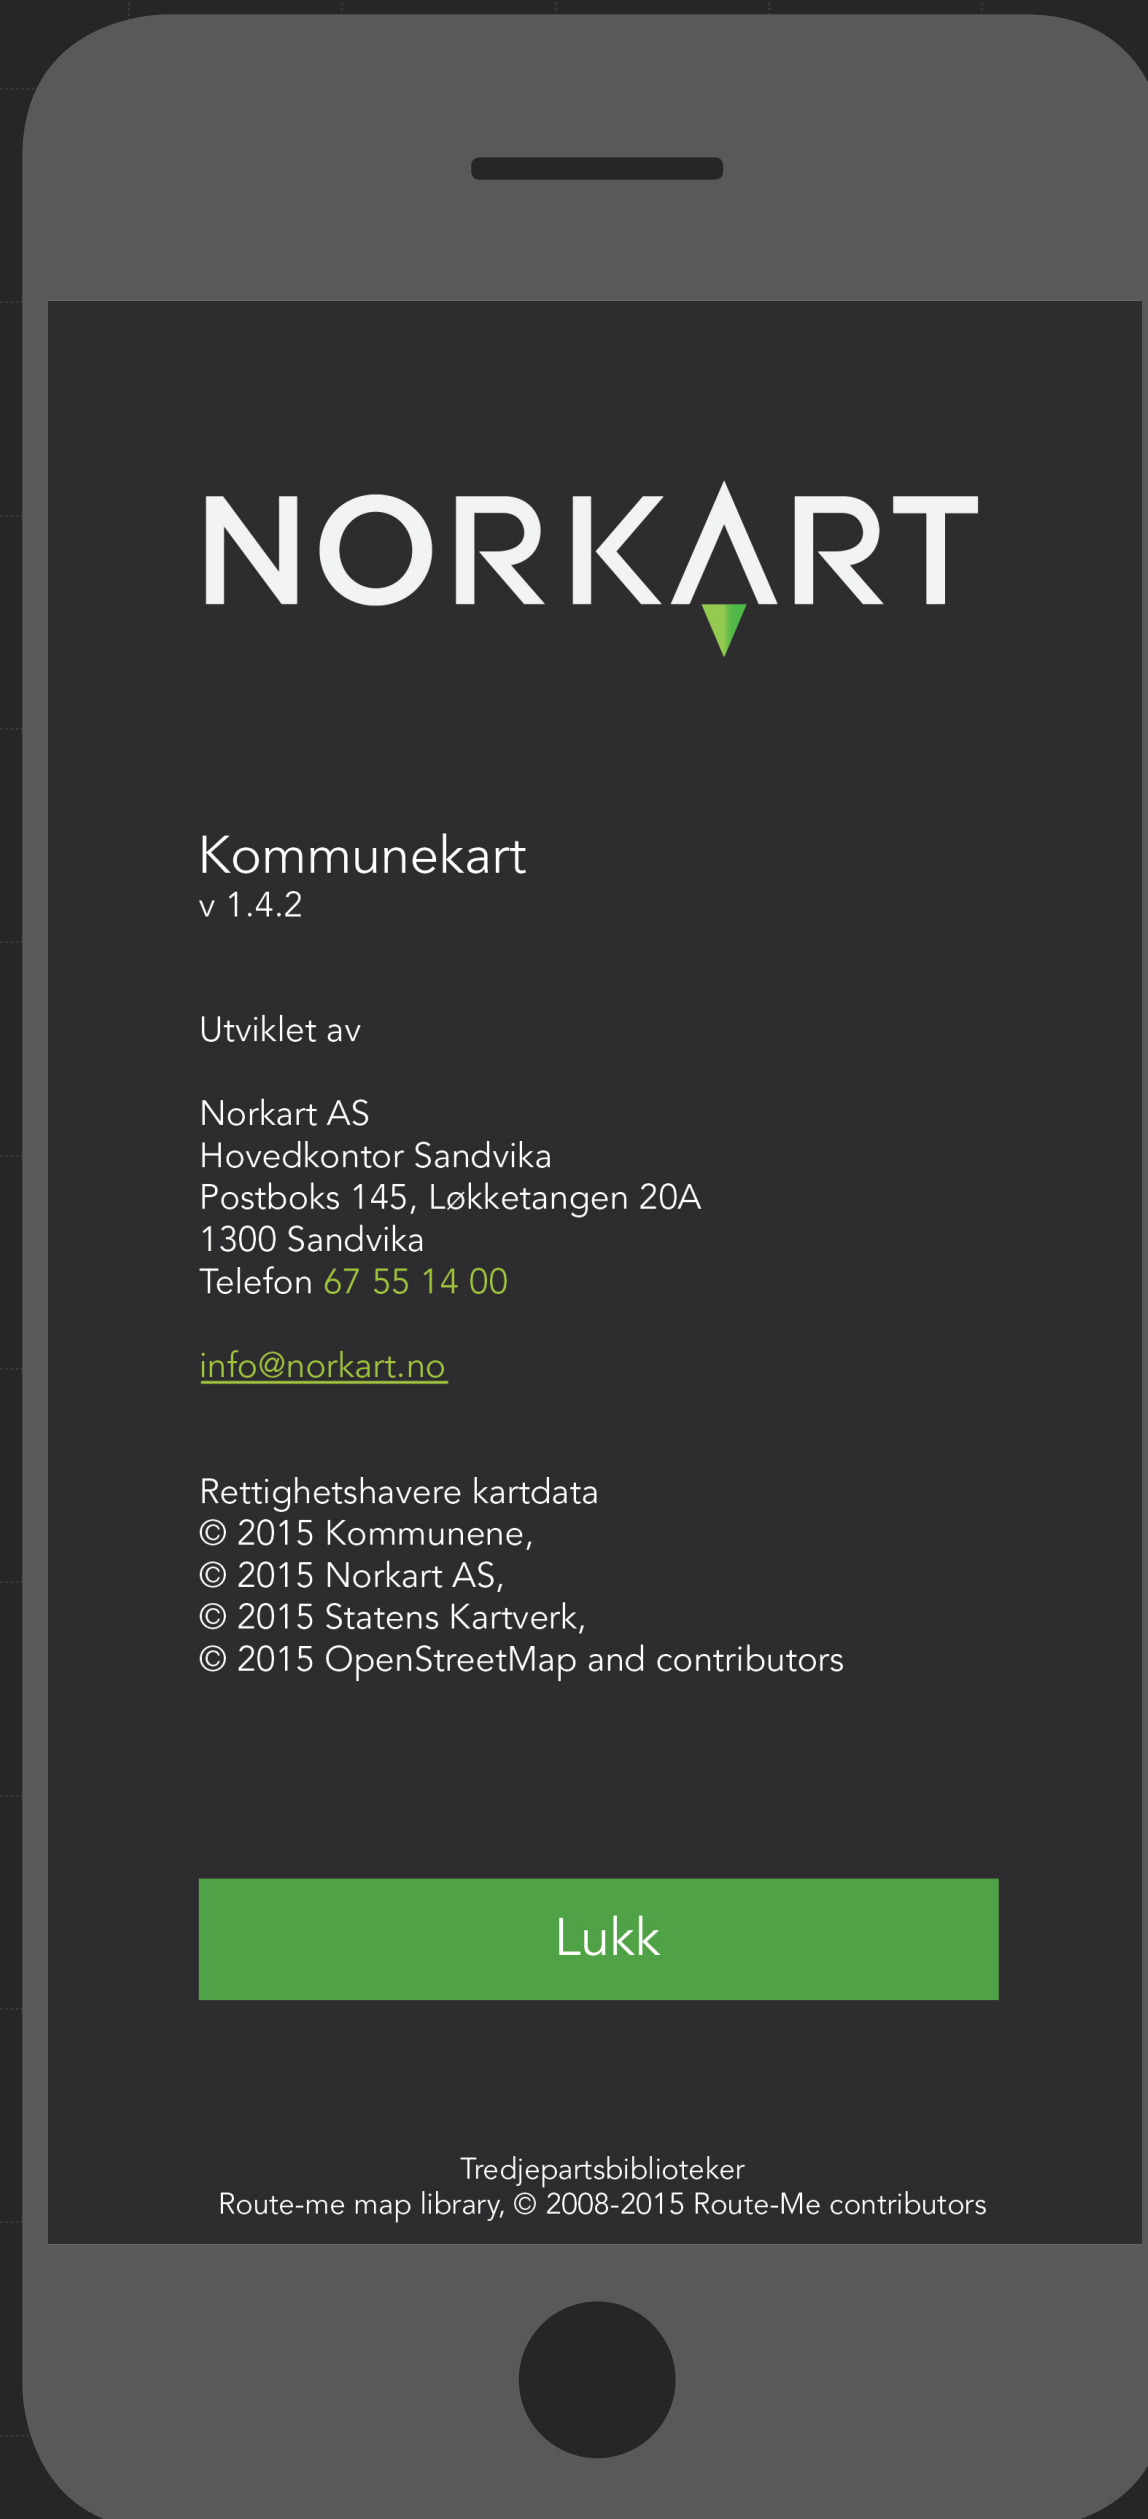 NORKART
Kommunekart
v 1.4.2
Utviklet av
Norkart AS
Hovedkontor Sandvika
Postboks 145, Løkketangen 20A
1300 Sandvika
Telefon 67 55 14 00
info@norkart.no
Rettighetshavere kartdata
© 2015 Kommunene,
© 2015 Norkart AS,
© 2015 Statens Kartverk,
© 2015 OpenStreetMap and contributors
Lukk
Tredjepartsbiblioteker
Route-me map library, © 2008-2015 Route-Me contributors